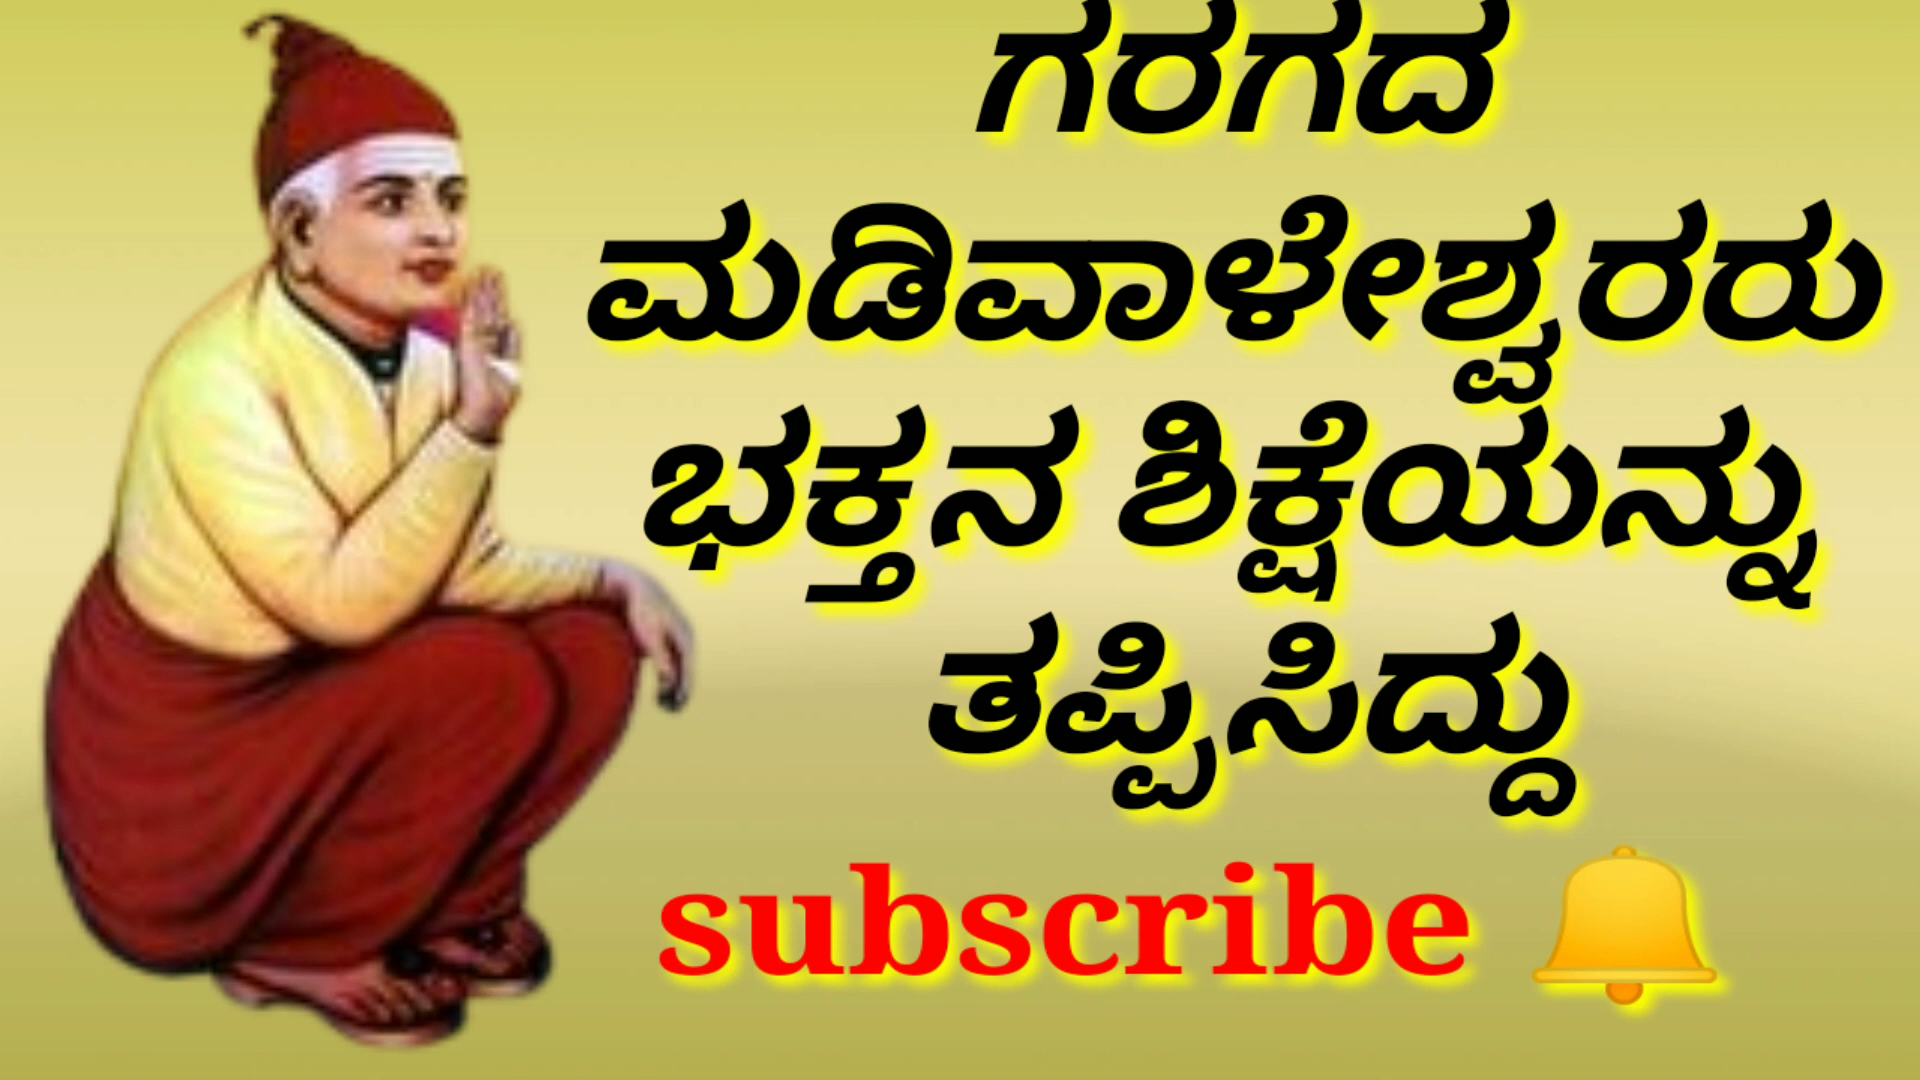 ಗರಗದ
ಮಡಿವಾಳೇಶ್ವರರು
ಭಕ್ತನ ಶಿಕ್ಷೆಯನ್ನು
ತಪ್ಪಿಸಿದ್ದು
subscribe 🔔